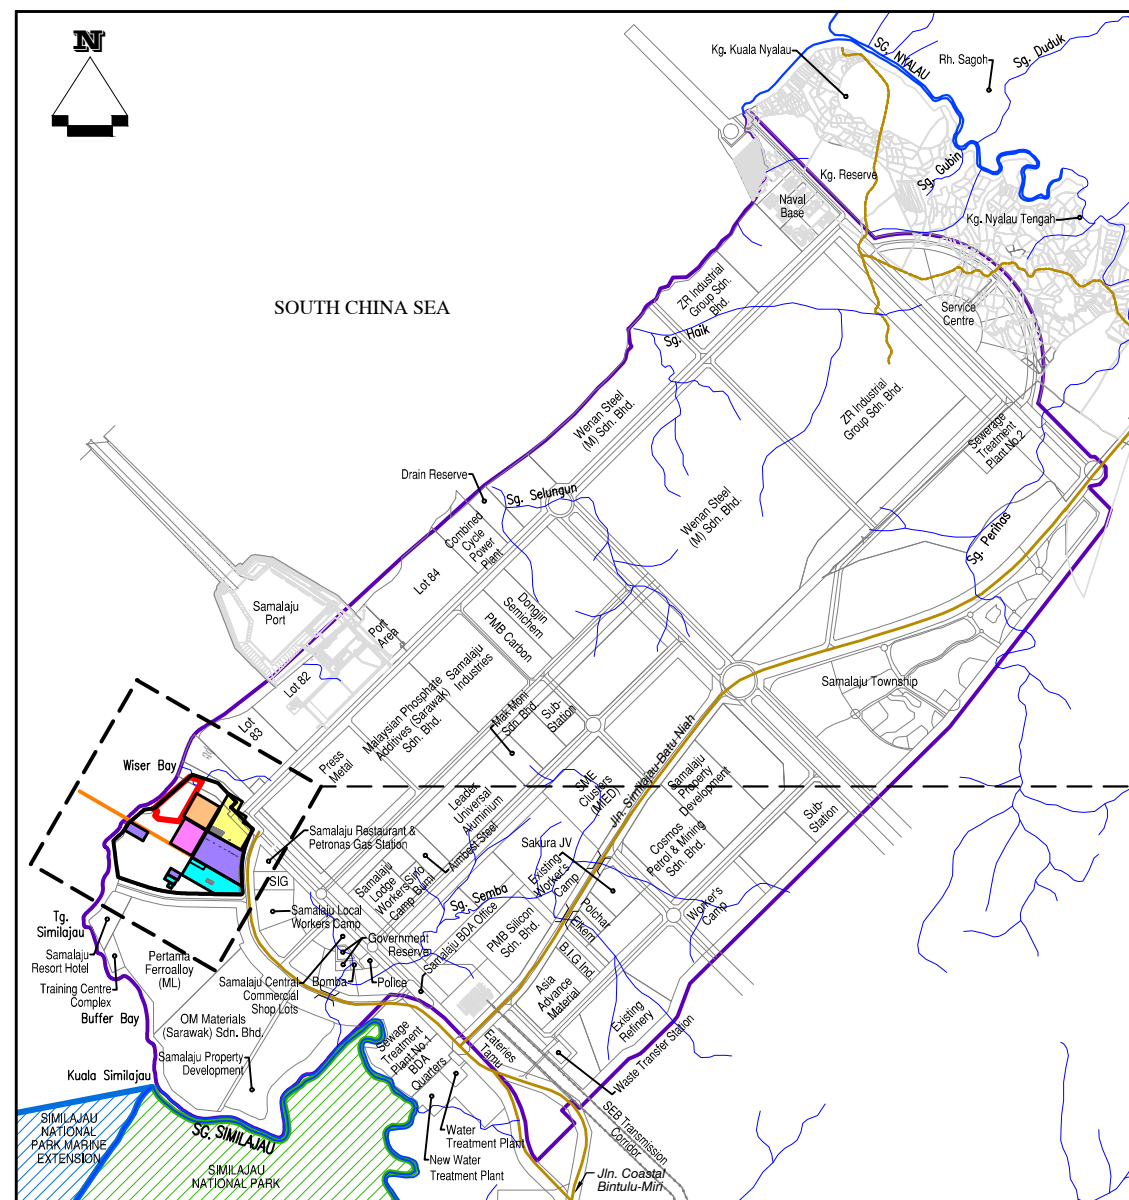 N
SG. NYALAU
Sg. Duduk
Kg. Kuala Nyalau
Rh. Sagoh
Sg. Gubin
Kg. Reserve
Naval
Base
Kg. Nyalau Tengah
ZR Industrial
Group Sdn.
Bhd.
SOUTH CHINA SEA
Service
Centre
Sg. Haik
ZR Industrial
Group Sdn. Bhd.
Wenan Steel
(M) Sdn. Bhd.
Sewerage
Treatment
Plant No.2
Drain Reserve
Sg. Selungun
Wenan Steel
(M) Sdn. Bhd.
Combined
Cycle
Power
Plant
Sg. Perihas
Lot 84
Samalaju
Port
Port
Area
Dongjin
Semichem
PMB Carbon
Lot 82
Samalaju
Industries
Samalaju Township
Malaysian Phosphate
Additives (Sarawak)
Sdn. Bhd.
Mak Moni
Sdn. Bhd.
Sub-
Station
Lot
83
Press
Metal
Jln. Similajau-Batu Niah
Wiser Bay
SME
Clusters
(MIED)
Samalaju
Property
Development
Leader
Universal
Aluminium
Sub-
Station
Samalaju Restaurant &
Petronas Gas Station
Aimbest Steel
Sakura JV
Cosmos
Petrol & Mining
Sdn. Bhd.
SIG
Samalaju
Lodge
Workers
Camp
Sino
Bumi
Existing
Worker's
Camp
Sg. Semba
Worker's
Camp
Polchar
Elkem
B.I.G Ind.
Samalaju Local
Workers Camp
Tg.
Similajau
Samalaju BDA Office
PMB Silicon
Sdn. Bhd.
Government
Reserve
Samalaju
Resort Hotel
Pertama
Ferroalloy
(ML)
Samalaju Central
Commercial
Shop Lots
Bomba
Police
Asia
Advance
Material
Training Centre
Complex
Buffer Bay
OM Materials
(Sarawak) Sdn. Bhd.
Existing
Refinery
Sewage
Treatment
Plant No.1
BDA
Quarters
Eateries
Tamu
Waste Transfer Station
Samalaju Property
Development
Kuala Similajau
SIMILAJAU
NATIONAL
PARK MARINE
EXTENSION
SG. SIMILAJAU
Water
Treatment Plant
SEB Transmission
Corridor
New Water
Treatment Plant
SIMILAJAU
NATIONAL PARK
Jln. Coastal
Bintulu-Miri